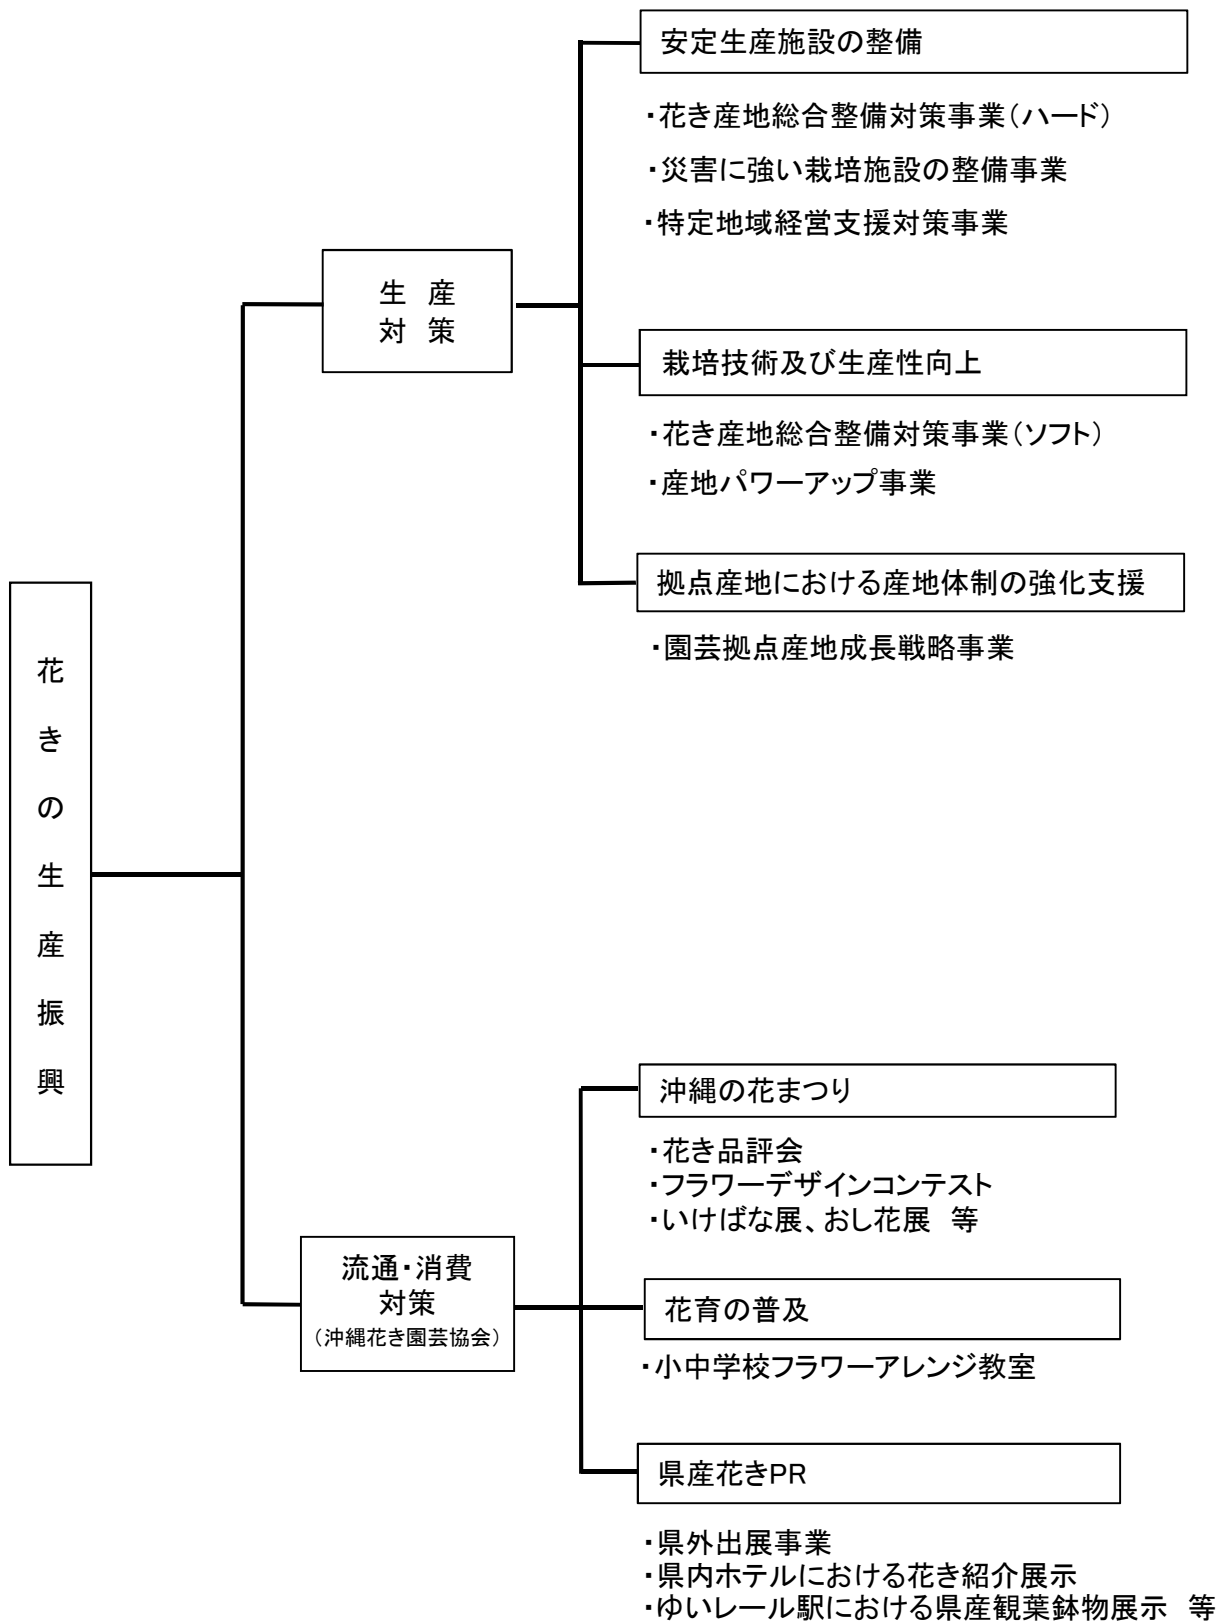 花きの生産振興
生 産
対 策
安定生産施設の整備
・花き産地総合整備対策事業（ハード）
・災害に強い栽培施設の整備事業
・特定地域経営支援対策事業
栽培技術及び生産性向上
・花き産地総合整備対策事業（ソフト）
・産地パワーアップ事業
拠点産地における産地体制の強化支援
・園芸拠点産地成長戦略事業
流通・消費
対策
（沖縄花き園芸協会）
沖縄の花まつり
・花き品評会
・フラワーデザインコンテスト
・いけばな展、おし花展　等
花育の普及
・小中学校フラワーアレンジ教室
県産花きPR
・県外出展事業
・県内ホテルにおける花き紹介展示
・ゆいレール駅における県産観葉鉢物展示　等